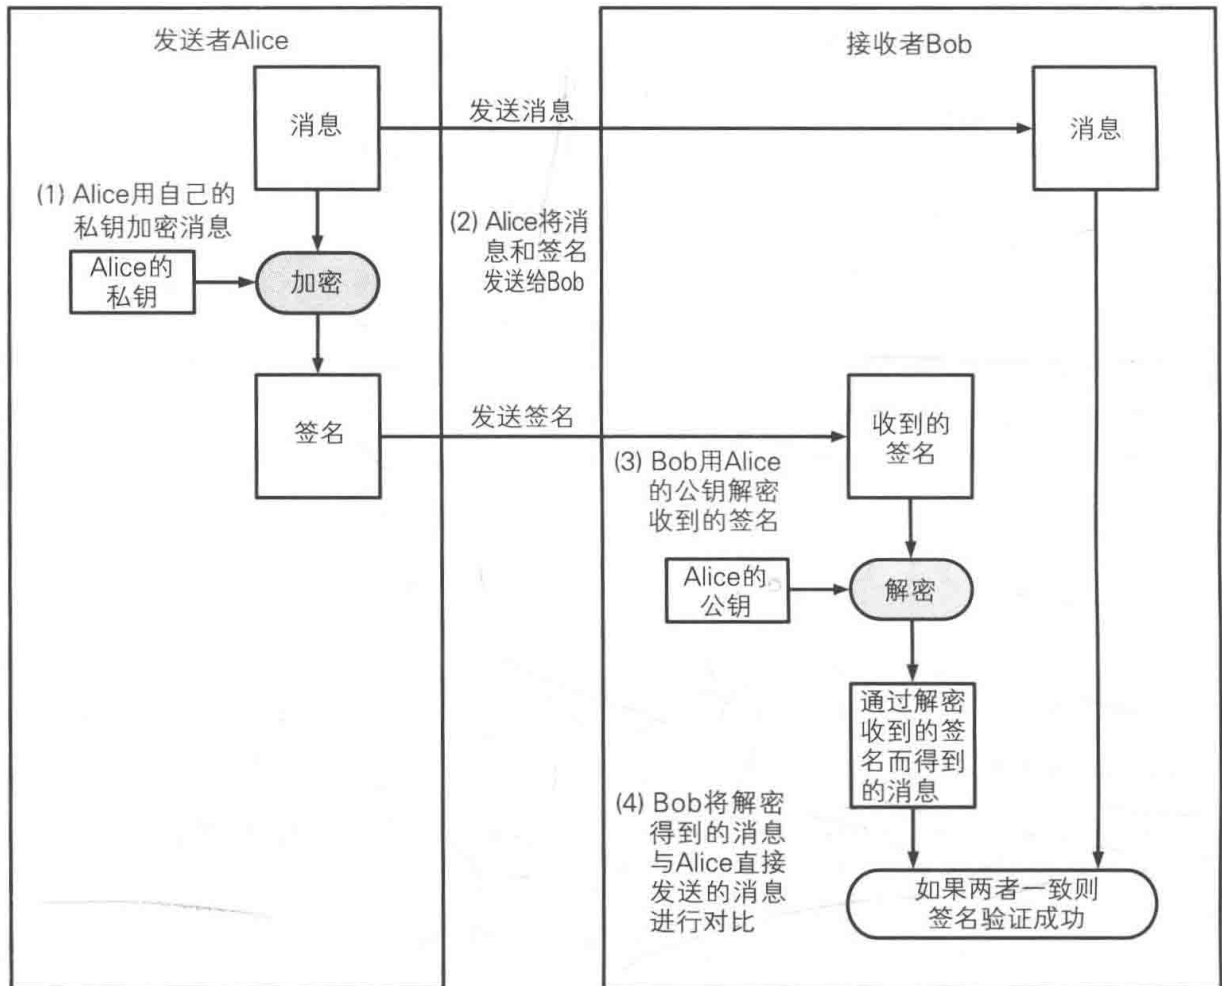 发送者Alice
接收者Bob
消息
发送消息
消息
(1) Alice用自己的
私钥加密消息
(2) Alice将消
息和签名
发送给Bob
Alice的
私钥
加密
签名
发送签名
收到的
签名
(3) Bob用Alice
的公钥解密
收到的签名
Alice的
公钥
解密
通过解密
收到的签
名而得到
的消息
(4) Bob将解密
得到的消息
与Alice直接
发送的消息
进行对比
如果两者一致则
签名验证成功